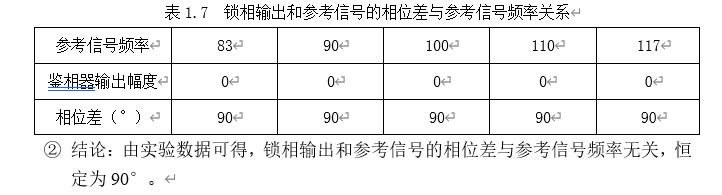 表 1.7 锁相输出和参考信号的相位差与参考信号频率关系↵
参考信号频率↵ 83↵ 90↵ 100↵ 110↵ 117↵
鉴相器输出幅度↵ 0↵ 0↵ 0↵ 0↵ 0↵
相位差（°）↵ 90↵ 90↵ 90↵ 90↵ 90↵
② 结论：由实验数据可得，锁相输出和参考信号的相位差与参考信号频率无关，恒
定为 90°。↵